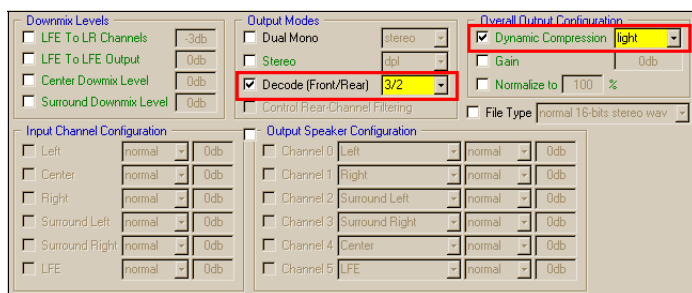 Downmix Levels
LFE To LR Channels -3db
LFE To LFE Output 0db
Center Dowmix Level 0db
Surround Downmix Level 0db
Output Modes
Dual Mono stereo
Stereo dpl
Decode (Front/Rear) 3/2
Control Rear-Channel Filtering
Overall Output Configuration
Dynamic Compression light
Gain 0db
Normalize to 100 %
File Type normal 16-bits stereo wav
Input Channel Configuration
Left normal 0db
Center normal 0db
Right normal 0db
Surround Left normal 0db
Surround Right normal 0db
LFE normal 0db
Output Speaker Configuration
Channel 0 Left normal 0db
Channel 1 Right normal 0db
Channel 2 Surround Left normal 0db
Channel 3 Surround Right normal 0db
Channel 4 Center normal 0db
Channel 5 LFE normal 0db